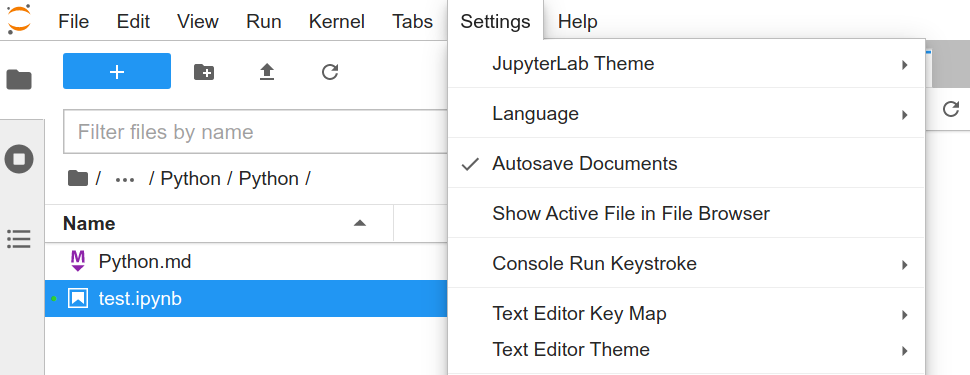 File Edit View Run Kernel Tabs Settings Help
JupyterLab Theme
Language
Filter files by name
Autosave Documents
/ ... / Python / Python /
Show Active File in File Browser
Name
Console Run Keystroke
Python.md
test.ipynb
Text Editor Key Map
Text Editor Theme